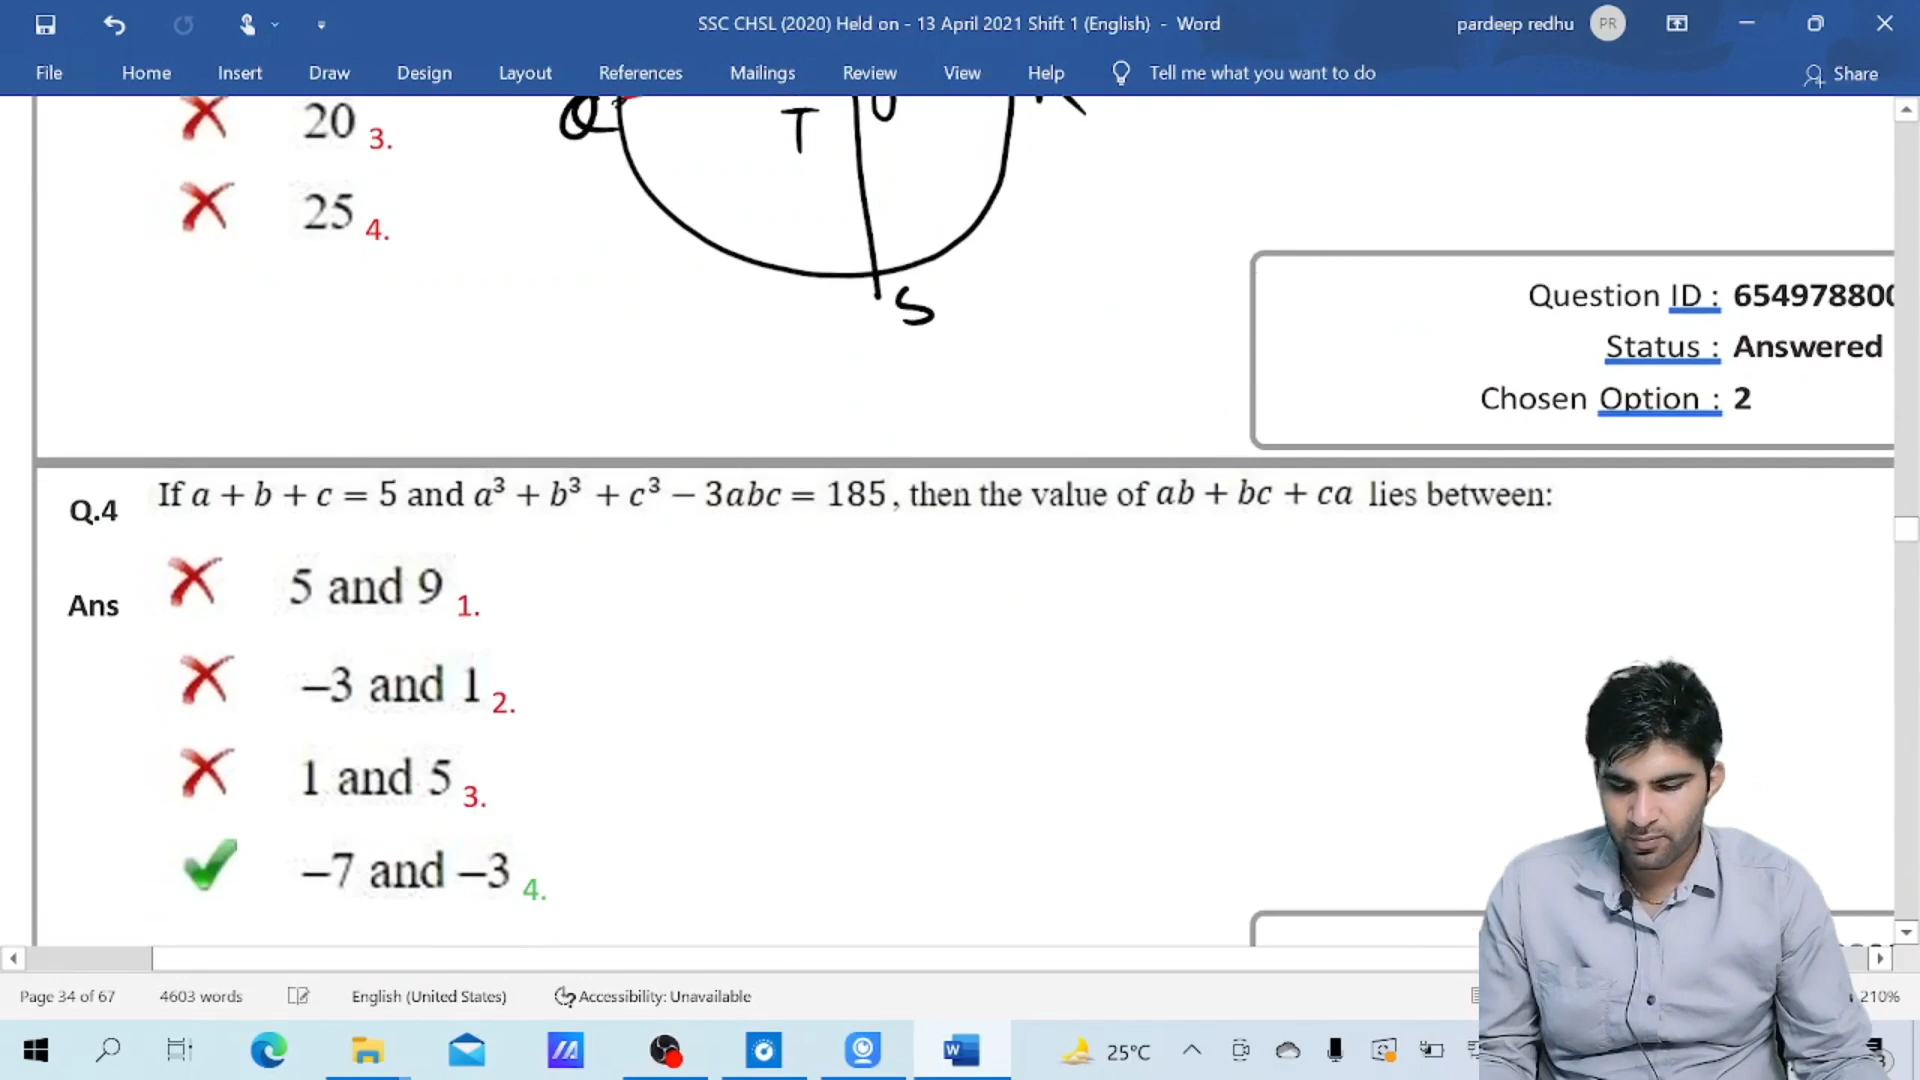 SSC CHSL (2020) Held on - 13 April 2021 Shift 1 (English) - Word
pardeep redhu PR
File Home Insert Draw Design Layout References Mailings Review View Help Tell me what you want to do Share
20 3.
Q T
25 4.
S
Question ID : 65497880
Status : Answered
Chosen Option : 2
Q.4 If a + b + c = 5 and a³ + b³ + c³ − 3abc = 185, then the value of ab + bc + ca lies between:
Ans 5 and 9 1.
–3 and 1 2.
1 and 5 3.
–7 and –3 4.
Page 34 of 67 4603 words English (United States) Accessibility: Unavailable 210%
25°C